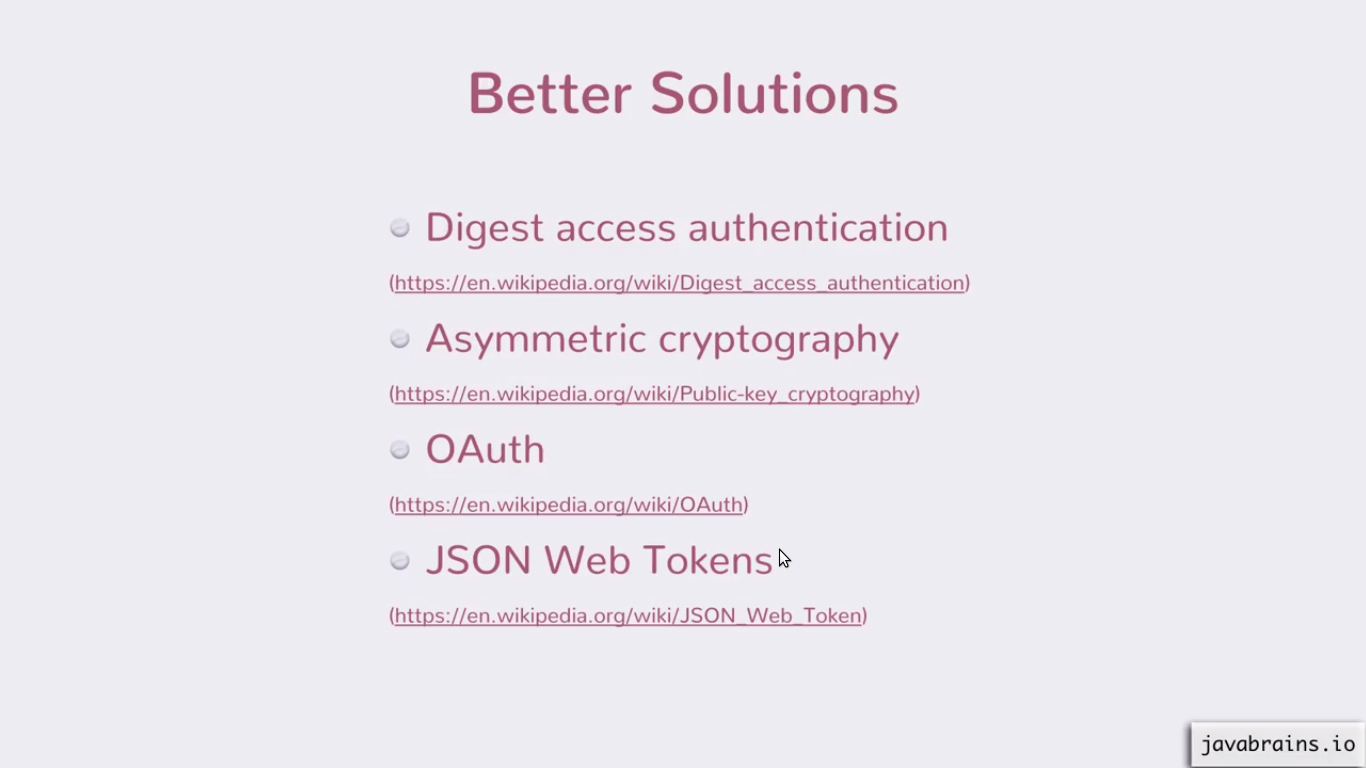 Better Solutions
Digest access authentication
(https://en.wikipedia.org/wiki/Digest_access_authentication)
Asymmetric cryptography
(https://en.wikipedia.org/wiki/Public-key_cryptography)
OAuth
(https://en.wikipedia.org/wiki/OAuth)
JSON Web Tokens
(https://en.wikipedia.org/wiki/JSON_Web_Token)
javabrains.io